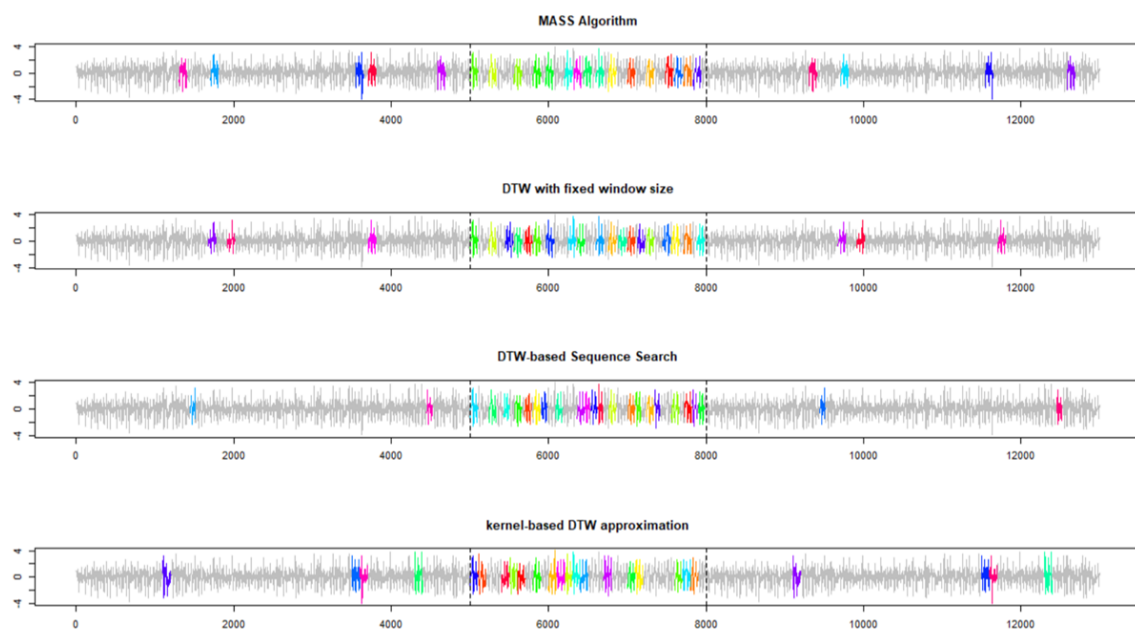 MASS Algorithm
4
0
-4
0 2000 4000 6000 8000 10000 12000
DTW with fixed window size
4
0
-4
0 2000 4000 6000 8000 10000 12000
DTW-based Sequence Search
4
0
-4
0 2000 4000 6000 8000 10000 12000
kernel-based DTW approximation
4
0
-4
0 2000 4000 6000 8000 10000 12000